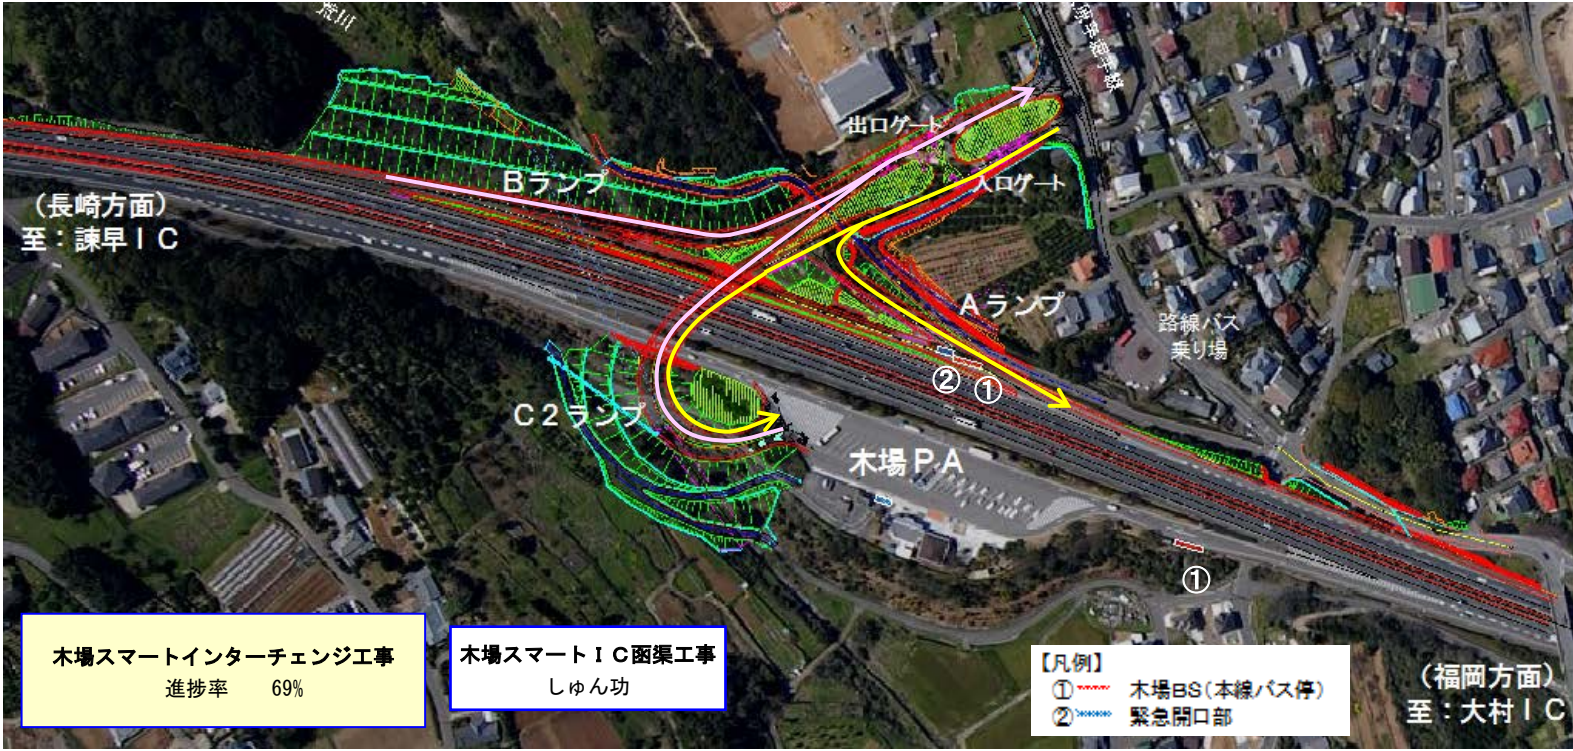 荒川
出口ゲート
入口ゲート
Bランプ
(長崎方面)
至：諫早ＩＣ
Aランプ
路線バス
乗り場
②
①
C2ランプ
木場ＰＡ
①
木場スマートインターチェンジ工事
進捗率 69%
木場スマートＩＣ函渠工事
しゅん功
【凡例】
① 木場BS(本線バス停)
② 緊急開口部
(福岡方面)
至：大村ＩＣ